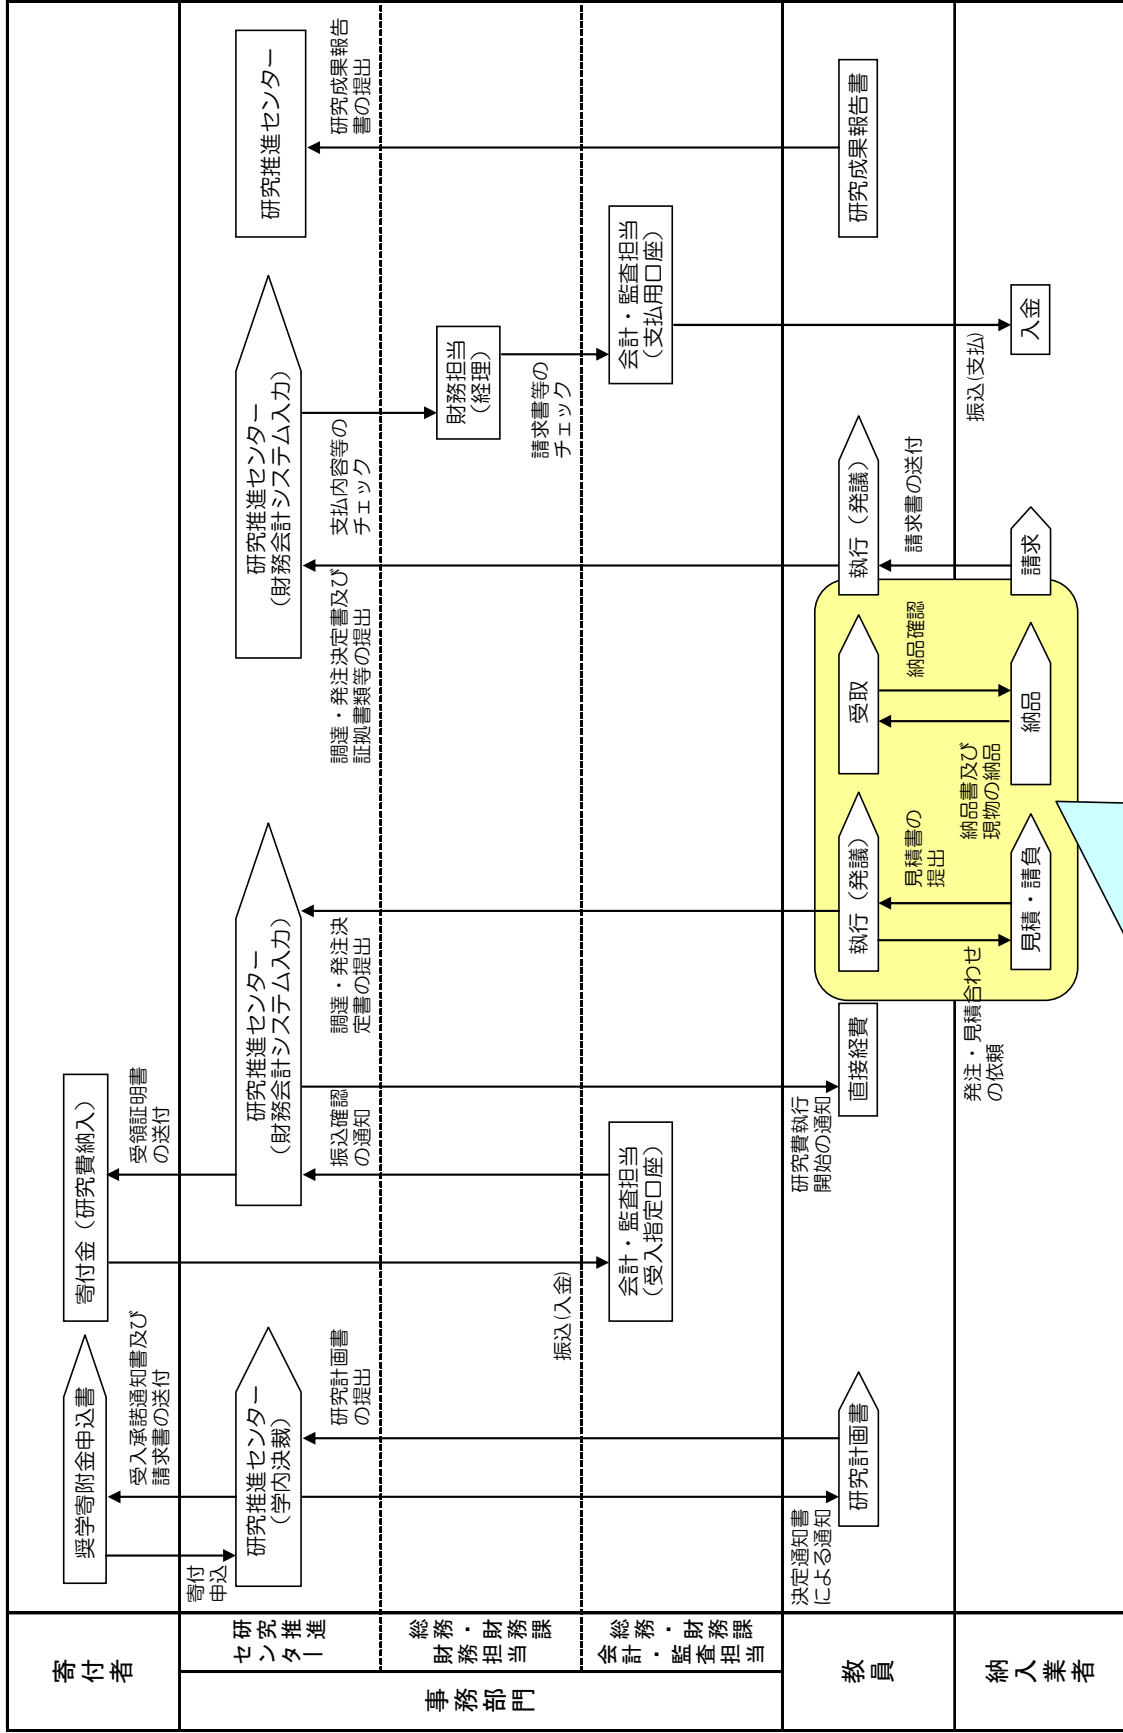 寄付者
事務部門
研究推進
センター
総務・財務課
財務担当
総務・財務課
会計・監査担当
教員
納入業者
奨学寄附金申込書
寄付
申込
受入承諾通知書及び
請求書の送付
研究推進センター
(学内決裁)
研究計画書
の提出
決定通知書
による通知
研究計画書
寄付金（研究費納入）
振込(入金)
会計・監査担当
(受入指定口座)
受領証明書
の送付
振込確認
の通知
研究推進センター
(財務会計システム入力)
研究費執行
開始の通知
直接経費
調達・発注決
定書の提出
執行（発議）
発注・見積合わせ
の依頼
見積書の
提出
見積・請負
受取
納品書及び
現物の納品
納品確認
納品
執行（発議）
請求書の送付
請求
調達・発注決定書及び
証拠書類等の提出
研究推進センター
(財務会計システム入力)
支払内容等の
チェック
財務担当
(経理)
請求書等の
チェック
会計・監査担当
(支払用口座)
振込(支払)
入金
研究成果報告書
研究成果報告
書の提出
研究推進センター